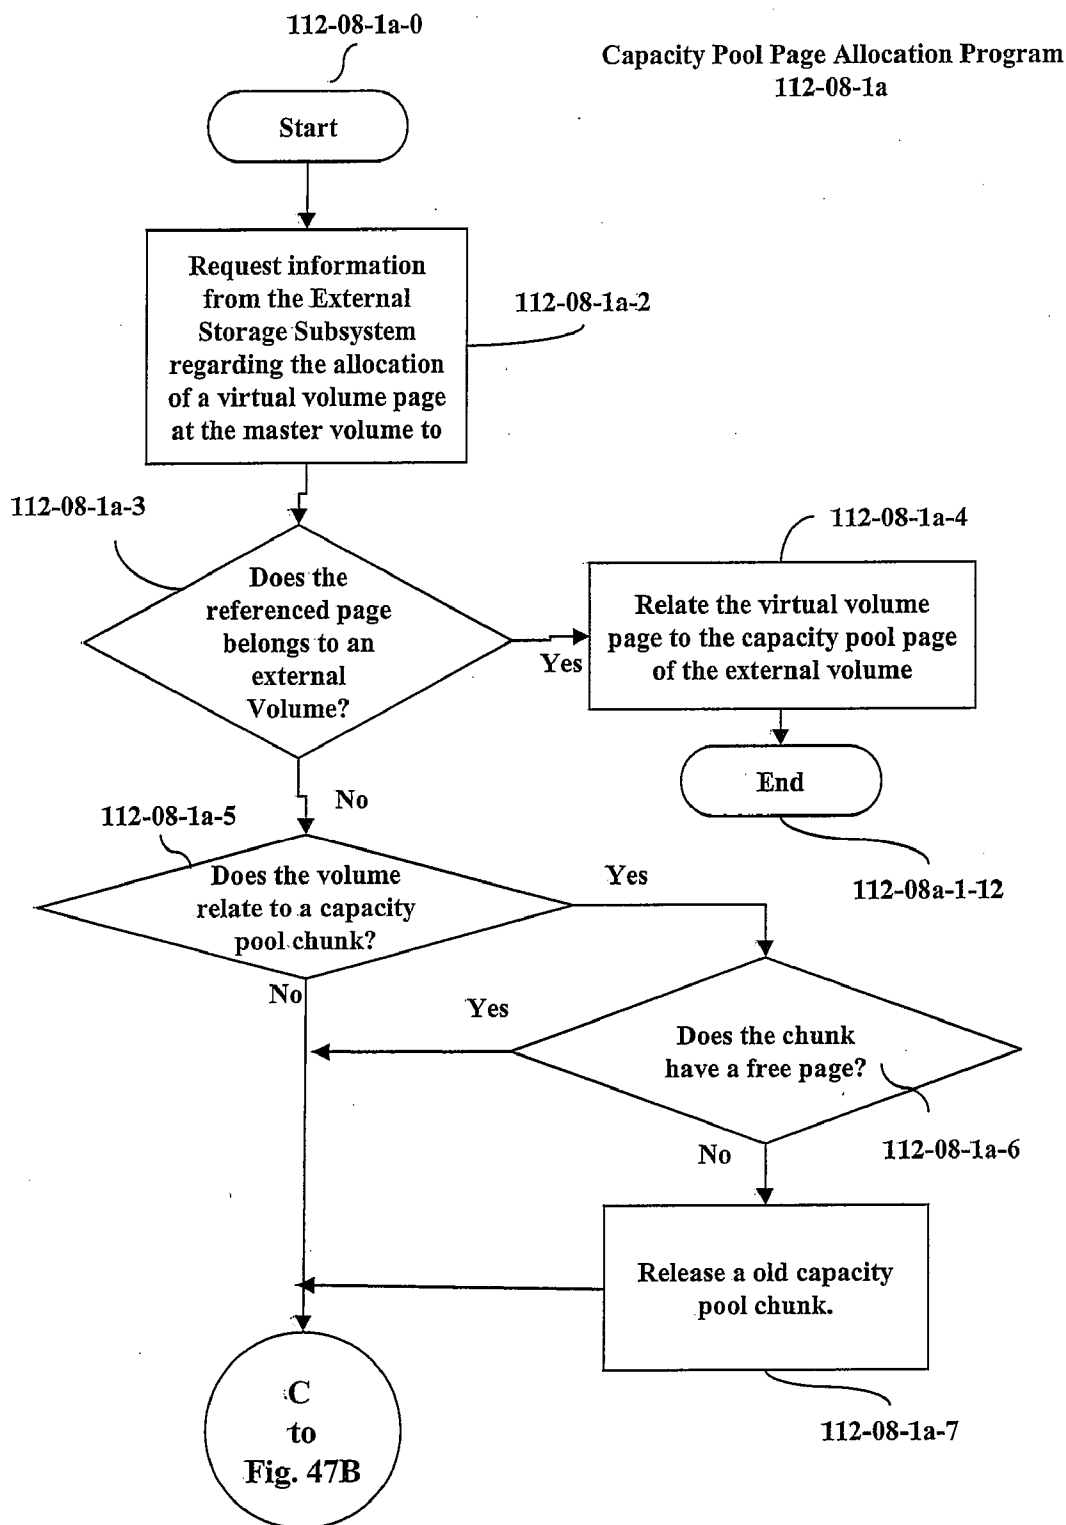 112-08-1a-0
Capacity Pool Page Allocation Program
112-08-1a
Start
Request information
from the External
Storage Subsystem
regarding the allocation
of a virtual volume page
at the master volume to
112-08-1a-2
112-08-1a-3
Does the
referenced page
belongs to an
external
Volume?
Yes
112-08-1a-4
Relate the virtual volume
page to the capacity pool page
of the external volume
End
112-08a-1-12
No
112-08-1a-5
Does the volume
relate to a capacity
pool chunk?
Yes
No
Yes
Does the chunk
have a free page?
112-08-1a-6
No
Release a old capacity
pool chunk.
112-08-1a-7
C
to
Fig. 47B